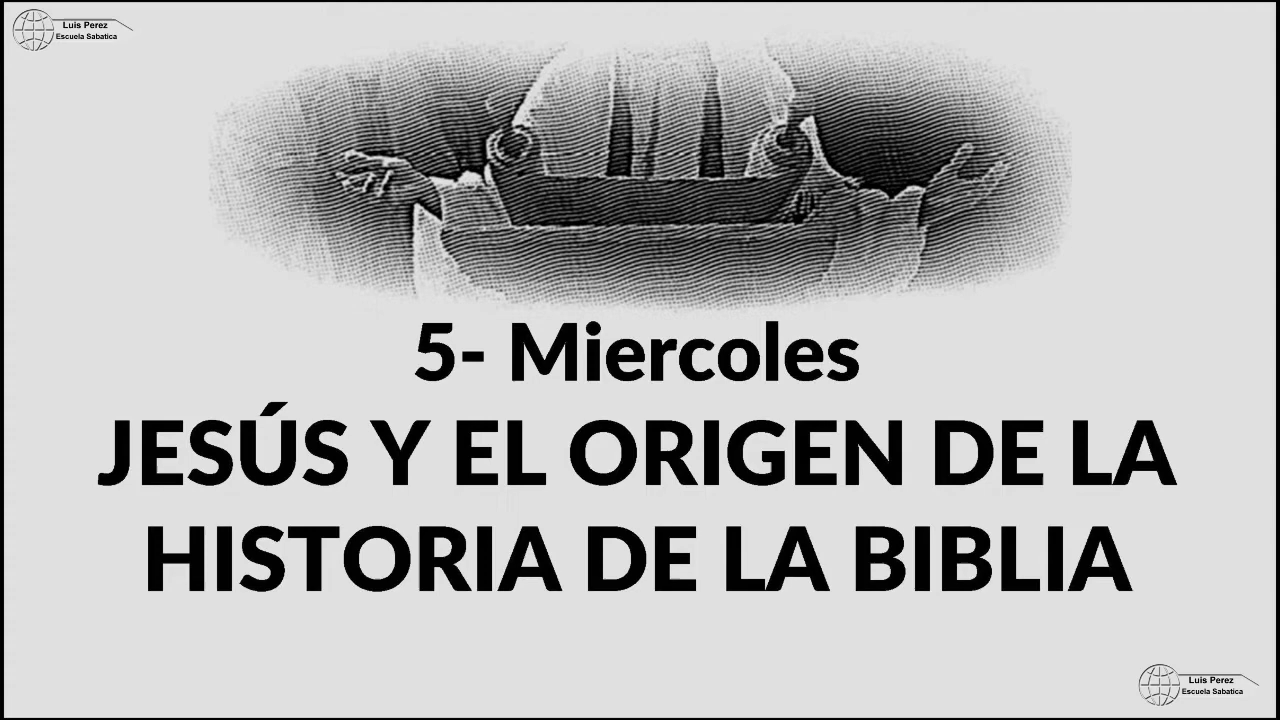 Luis Perez
Escuela Sabatica
5- Miercoles
JESÚS Y EL ORIGEN DE LA
HISTORIA DE LA BIBLIA
Luis Perez
Escuela Sabatica